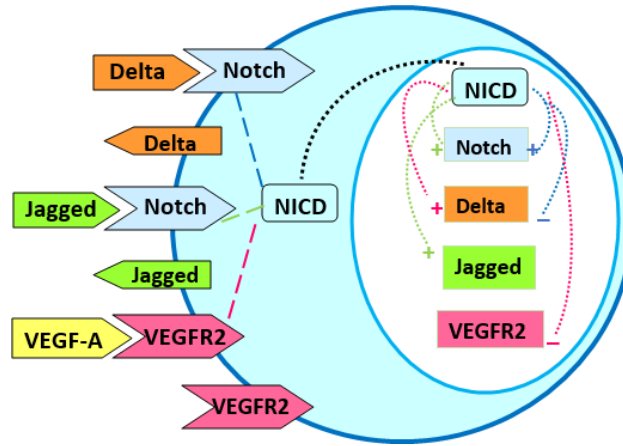 Delta Notch
Delta
Jagged Notch
Jagged
VEGF-A VEGFR2
VEGFR2
NICD
NICD
+ Notch +
+ Delta −
+ Jagged
VEGFR2 −